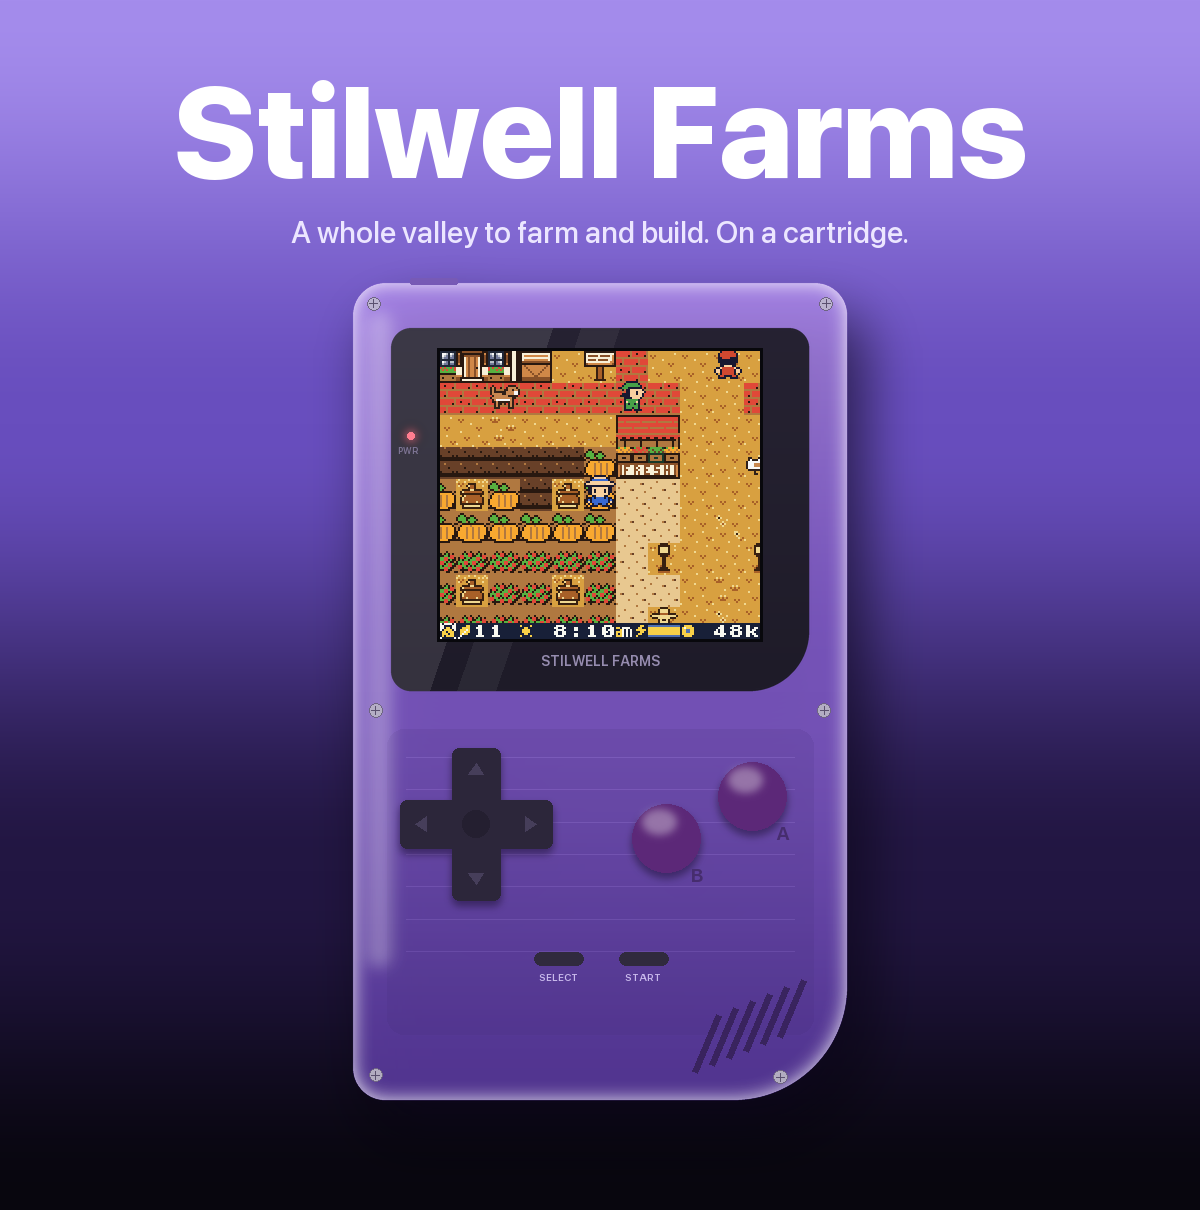 Stilwell Farms
A whole valley to farm and build. On a cartridge.
PWR
FRESH
11 8:10am 48k
STILWELL FARMS
A
B
SELECT START